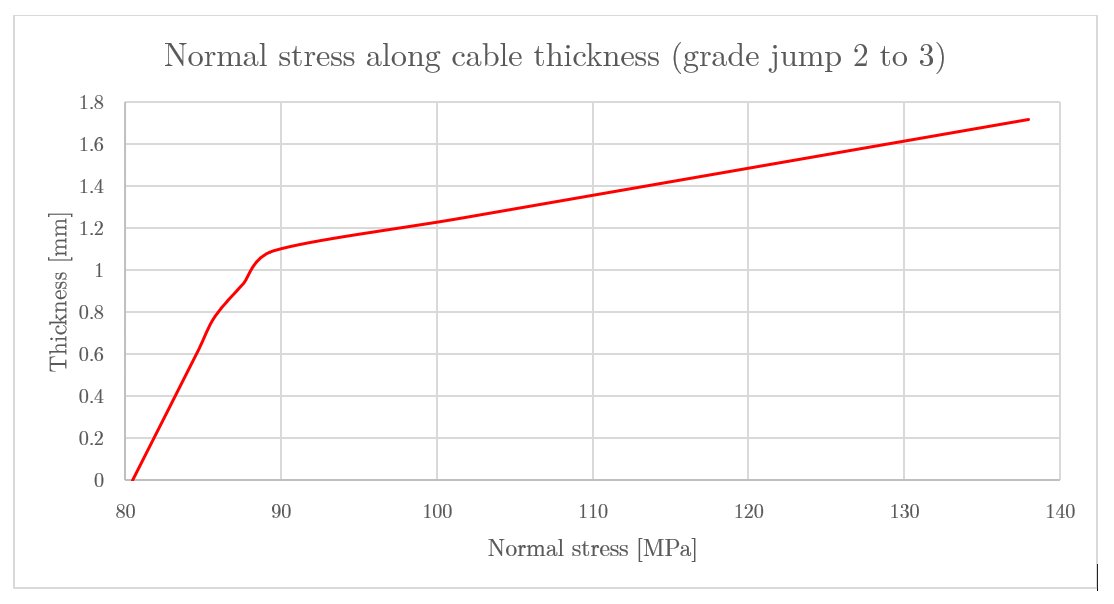 Normal stress along cable thickness (grade jump 2 to 3)
1.8
1.6
1.4
1.2
1
0.8
0.6
0.4
0.2
0
Thickness [mm]
80 90 100 110 120 130 140
Normal stress [MPa]